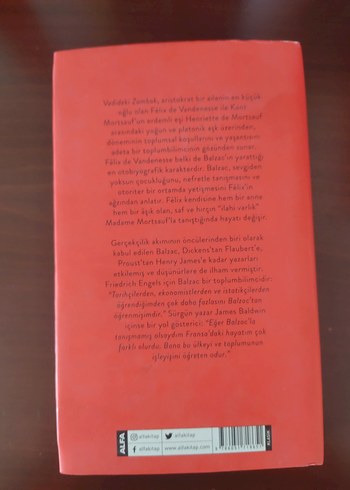 Vadideki Zambak, aristokrat bir ailenin en küçük
oğlu olan Félix de Vandenesse ile Kont
Mortsauf'un erdemli eşi Henriette de Mortsauf
arasındaki yoğun ve platonik aşk üzerinden,
döneminin toplumsal koşullarını ve yaşantısını
adeta bir toplumbilimcinin gözünden sunar.
Félix de Vandenesse belki de Balzac'ın yarattığı
en otobiyografik karakterdir. Balzac, sevgiden
yoksun çocukluğunu, nefretle tanışmasını ve
otoriter bir ortamda yetişmesini Félix'in
ağzından anlatır. Félix kendisine hem bir anne
hem bir âşık olan, saf ve hırçın "ilahi varlık"
Madame Mortsauf'la tanıştığında hayatı değişir.
Gerçekçilik akımının öncülerinden biri olarak
kabul edilen Balzac, Dickens'tan Flaubert'e,
Proust'tan Henry James'e kadar yazarları
etkilemiş ve düşünürlere de ilham vermiştir.
Friedrich Engels için Balzac bir toplumbilimcidir:
"Tarihçilerden, ekonomistlerden ve istatikçilerden
öğrendiğimden çok daha fazlasını Balzac'tan
öğrenmişimdir." Sürgün yazar James Baldwin
içinse bir yol gösterici: "Eğer Balzac'la
tanışmamış olsaydım Fransa'daki hayatım çok
farklı olurdu. Bana bu ülkeyi ve toplumunun
işleyişini öğreten odur."
ALFA
alfakitap
alfakitap
alfakitap
www.alfakitap.com